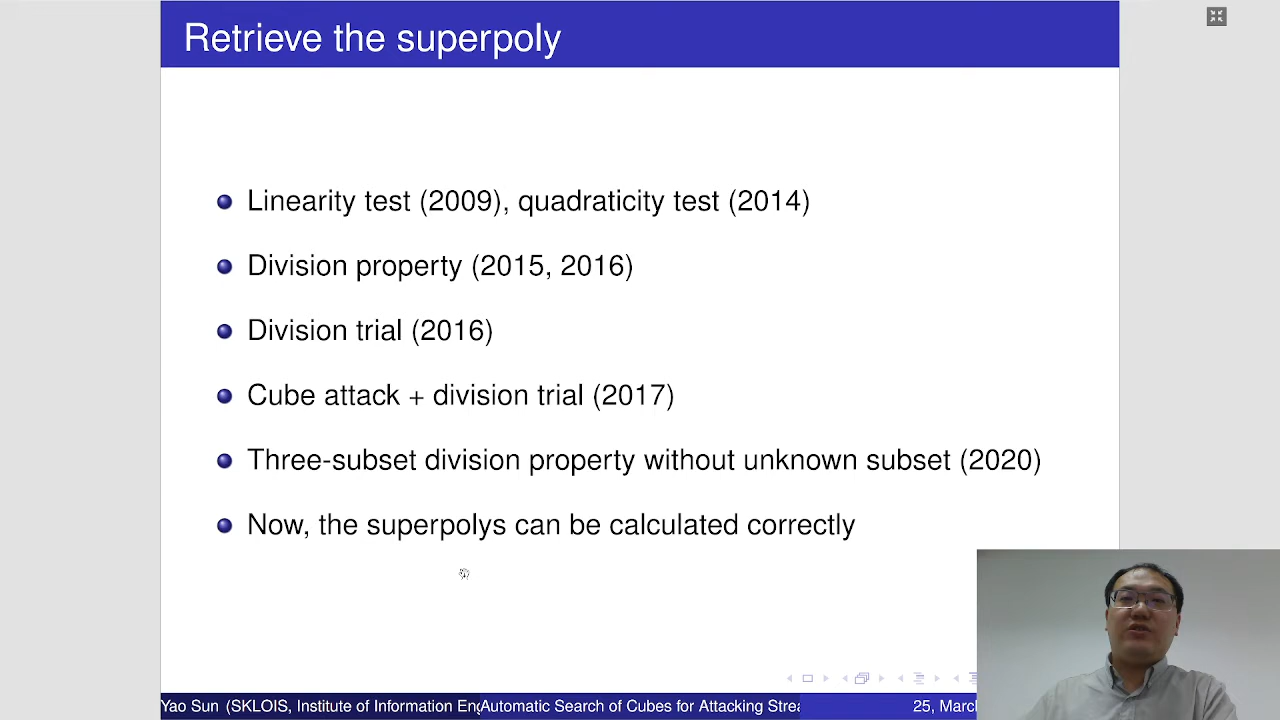 Retrieve the superpoly
Linearity test (2009), quadraticity test (2014)
Division property (2015, 2016)
Division trial (2016)
Cube attack + division trial (2017)
Three-subset division property without unknown subset (2020)
Now, the superpolys can be calculated correctly
Yao Sun (SKLOIS, Institute of Information Eng Automatic Search of Cubes for Attacking Strea 25, March